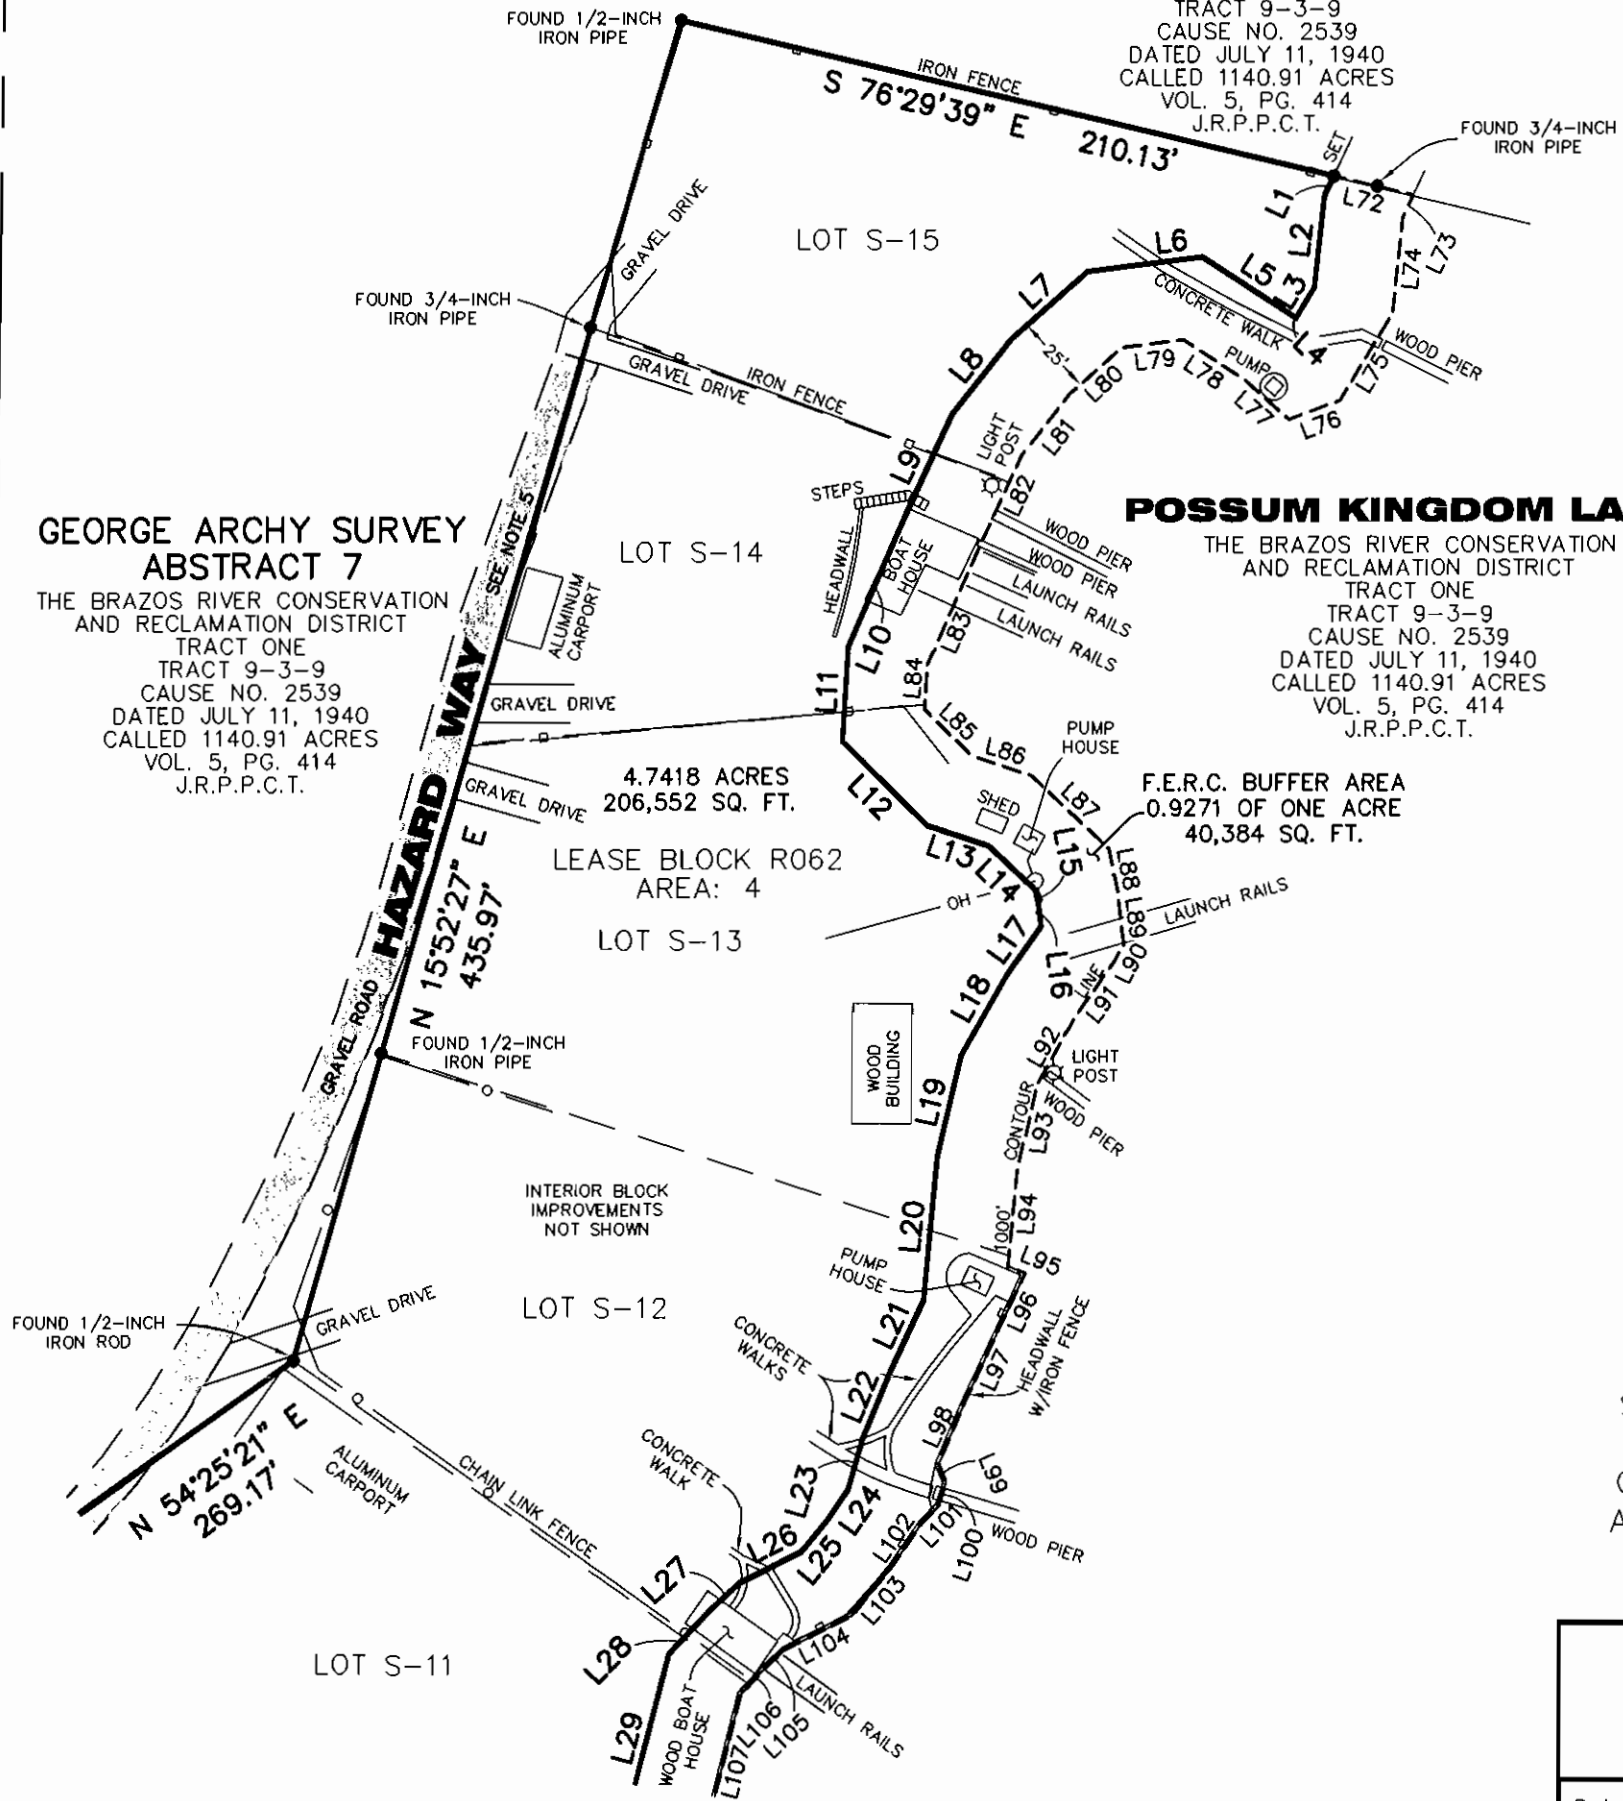 FOUND 1/2-INCH
IRON PIPE
TRACT 9-3-9
CAUSE NO. 2539
DATED JULY 11, 1940
CALLED 1140.91 ACRES
VOL. 5, PG. 414
J.R.P.P.C.T.
IRON FENCE
S 76°29'39" E 210.13'
SET
FOUND 3/4-INCH
IRON PIPE
L1
L72
L73
L74
L2
L3
L4
L5
L6
L7
LOT S-15
GRAVEL DRIVE
FOUND 3/4-INCH
IRON PIPE
CONCRETE WALK
WOOD PIER
PUMP
L75
L76
L77
L78
L79
L80
25'
L8
L81
GRAVEL DRIVE
IRON FENCE
LIGHT
POST
L82
L9
STEPS
HEADWALL
BOAT
HOUSE
WOOD PIER
WOOD PIER
LAUNCH RAILS
LAUNCH RAILS
L83
L84
L10
L11
LOT S-14
ALUMINUM
CARPORT
GEORGE ARCHY SURVEY
ABSTRACT 7
THE BRAZOS RIVER CONSERVATION
AND RECLAMATION DISTRICT
TRACT ONE
TRACT 9-3-9
CAUSE NO. 2539
DATED JULY 11, 1940
CALLED 1140.91 ACRES
VOL. 5, PG. 414
J.R.P.P.C.T.
POSSUM KINGDOM LA
THE BRAZOS RIVER CONSERVATION
AND RECLAMATION DISTRICT
TRACT ONE
TRACT 9-3-9
CAUSE NO. 2539
DATED JULY 11, 1940
CALLED 1140.91 ACRES
VOL. 5, PG. 414
J.R.P.P.C.T.
GRAVEL ROAD HAZARD WAY SEE NOTE 5
GRAVEL DRIVE
GRAVEL DRIVE
4.7418 ACRES
206,552 SQ. FT.
LEASE BLOCK R062
AREA: 4
LOT S-13
N 15°52'27" E
435.97'
L85
L86
L87
PUMP
HOUSE
SHED
F.E.R.C. BUFFER AREA
0.9271 OF ONE ACRE
40,384 SQ. FT.
L12
L13
L14
L15
L16
L17
L18
OH
L88
L89
L90
L91
LAUNCH RAILS
1000' CONTOUR LINE
L92
LIGHT
POST
WOOD PIER
L93
L94
L95
WOOD
BUILDING
FOUND 1/2-INCH
IRON PIPE
L19
L20
INTERIOR BLOCK
IMPROVEMENTS
NOT SHOWN
PUMP
HOUSE
LOT S-12
L21
L22
L96
L97
L98
L99
HEADWALL
W/IRON FENCE
CONCRETE
WALKS
FOUND 1/2-INCH
IRON ROD
GRAVEL DRIVE
N 54°25'21" E
269.17'
ALUMINUM
CARPORT
CHAIN LINK FENCE
CONCRETE
WALK
L23
L24
L25
L26
L27
L28
L29
L100
L101
L102
L103
L104
L105
L106
L107
WOOD PIER
LAUNCH RAILS
WOOD BOAT
HOUSE
LOT S-11